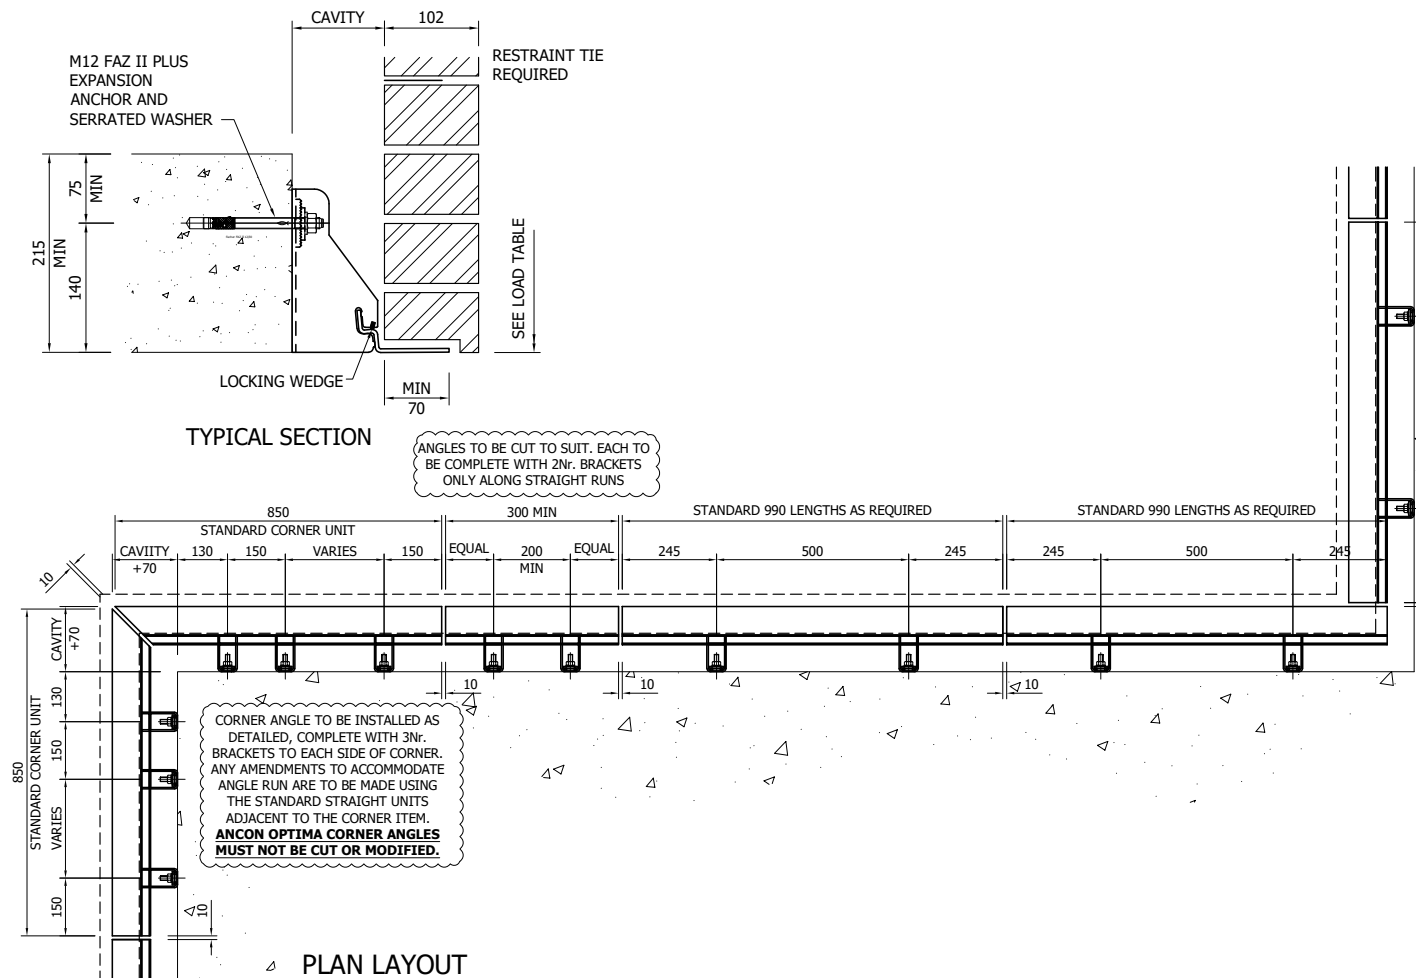 CAVITY
102
M12 FAZ II PLUS
EXPANSION
ANCHOR AND
SERRATED WASHER
RESTRAINT TIE
REQUIRED
75
MIN
215
MIN
140
SEE LOAD TABLE
LOCKING WEDGE
MIN
70
TYPICAL SECTION
ANGLES TO BE CUT TO SUIT. EACH TO
BE COMPLETE WITH 2Nr. BRACKETS
ONLY ALONG STRAIGHT RUNS
850
STANDARD CORNER UNIT
300 MIN
STANDARD 990 LENGTHS AS REQUIRED
STANDARD 990 LENGTHS AS REQUIRED
CAVIITY
+70
130
150
VARIES
150
EQUAL
200
MIN
EQUAL
245
500
245
245
500
245
10
CAVITY
+70
130
150
VARIES
150
850
STANDARD CORNER UNIT
10
10
10
10
CORNER ANGLE TO BE INSTALLED AS
DETAILED, COMPLETE WITH 3Nr.
BRACKETS TO EACH SIDE OF CORNER.
ANY AMENDMENTS TO ACCOMMODATE
ANGLE RUN ARE TO BE MADE USING
THE STANDARD STRAIGHT UNITS
ADJACENT TO THE CORNER ITEM.
ANCON OPTIMA CORNER ANGLES
MUST NOT BE CUT OR MODIFIED.
PLAN LAYOUT